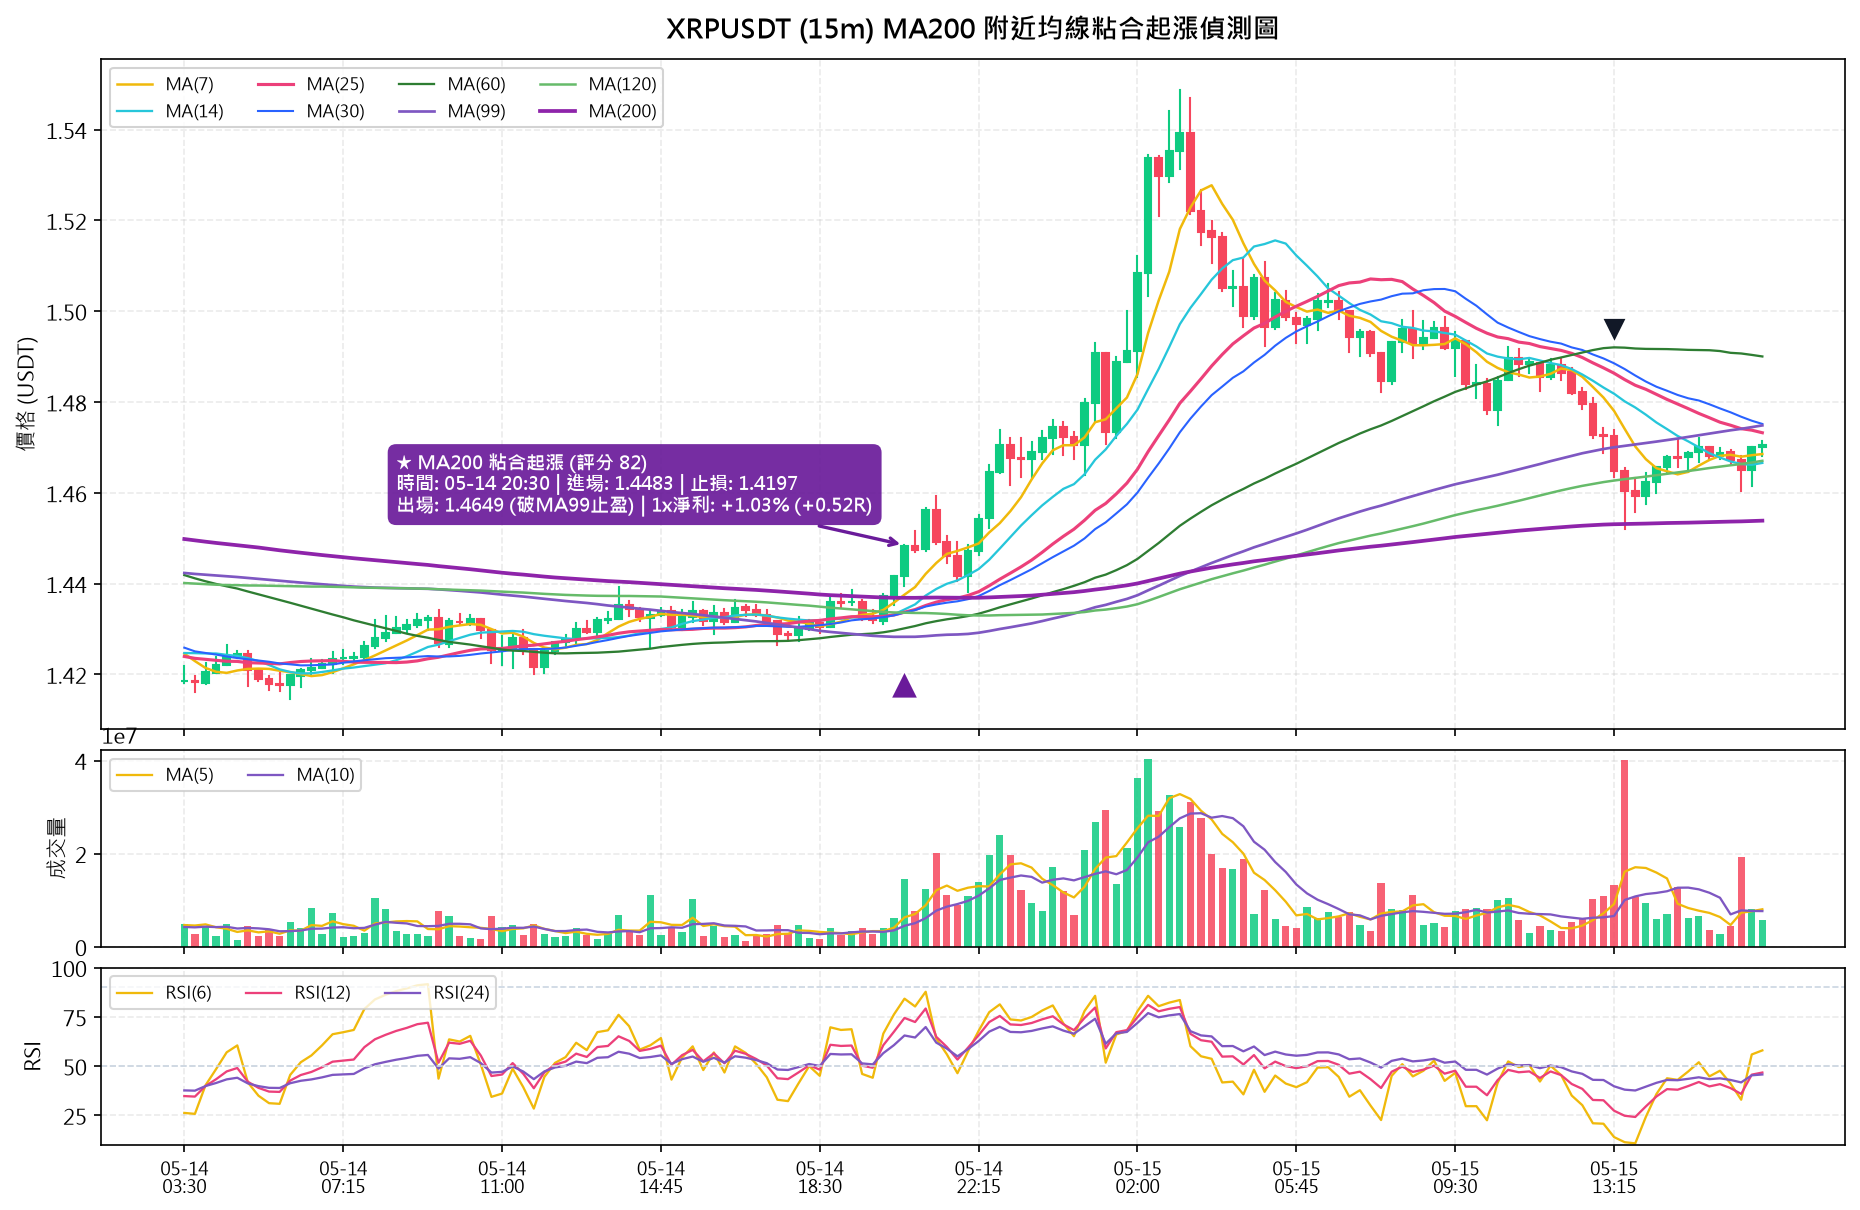 XRPUSDT (15m) MA200 附近均線粘合起漲偵測圖
MA(7) MA(25) MA(60) MA(120)
MA(14) MA(30) MA(99) MA(200)
1.54
1.52
1.50
1.48
1.46
1.44
1.42
價格 (USDT)
★ MA200 粘合起漲 (評分 82)
時間: 05-14 20:30 | 進場: 1.4483 | 止損: 1.4197
出場: 1.4649 (破MA99止盈) | 1x淨利: +1.03% (+0.52R)
1e7
MA(5) MA(10)
4
2
0
成交量
RSI(6) RSI(12) RSI(24)
100
75
50
25
RSI
05-14 05-14 05-14 05-14 05-14 05-14 05-15 05-15 05-15 05-15
03:30 07:15 11:00 14:45 18:30 22:15 02:00 05:45 09:30 13:15